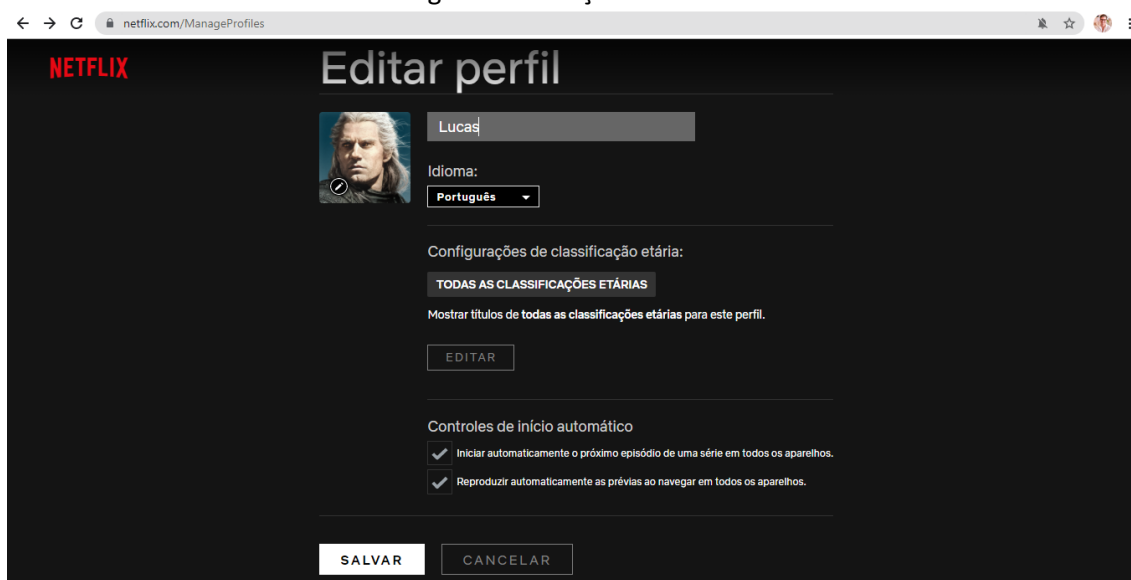 netflix.com/ManageProfiles
NETFLIX
Editar perfil
Lucas
Idioma:
Português
Configurações de classificação etária:
TODAS AS CLASSIFICAÇÕES ETÁRIAS
Mostrar títulos de todas as classificações etárias para este perfil.
EDITAR
Controles de início automático
Iniciar automaticamente o próximo episódio de uma série em todos os aparelhos.
Reproduzir automaticamente as prévias ao navegar em todos os aparelhos.
SALVAR CANCELAR